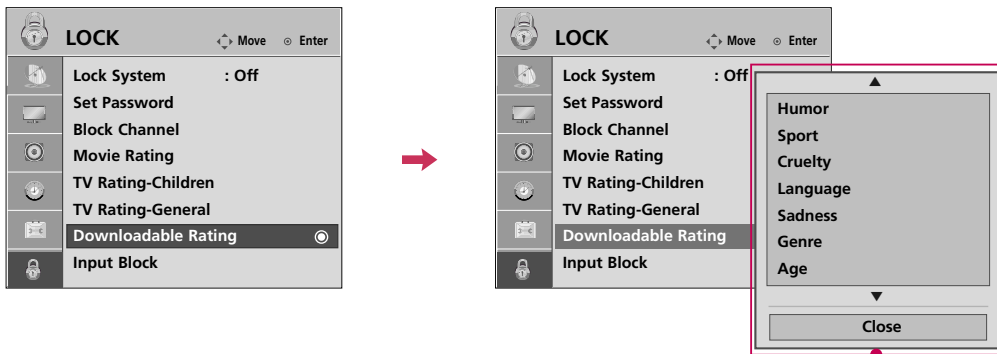 LOCK
Move
Enter
Lock System : Off
Set Password
Block Channel
Movie Rating
TV Rating-Children
TV Rating-General
Downloadable Rating
Input Block
LOCK
Move
Enter
Lock System : Off
Set Password
Block Channel
Movie Rating
TV Rating-Children
TV Rating-General
Downloadable Rating
Input Block
Humor
Sport
Cruelty
Language
Sadness
Genre
Age
Close